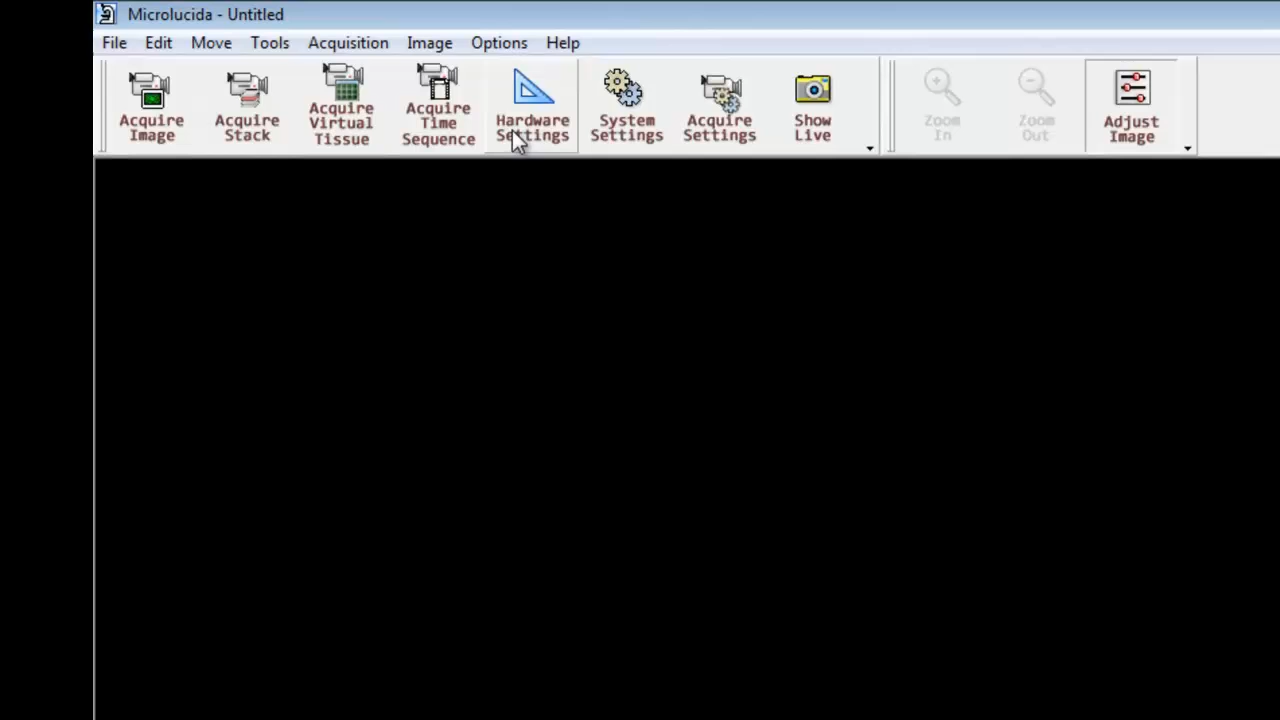 Microlucida - Untitled
File Edit Move Tools Acquisition Image Options Help
Acquire
Image
Acquire
Stack
Acquire
Virtual
Tissue
Acquire
Time
Sequence
Hardware
Settings
System
Settings
Acquire
Settings
Show
Live
Zoom
In
Zoom
Out
Adjust
Image